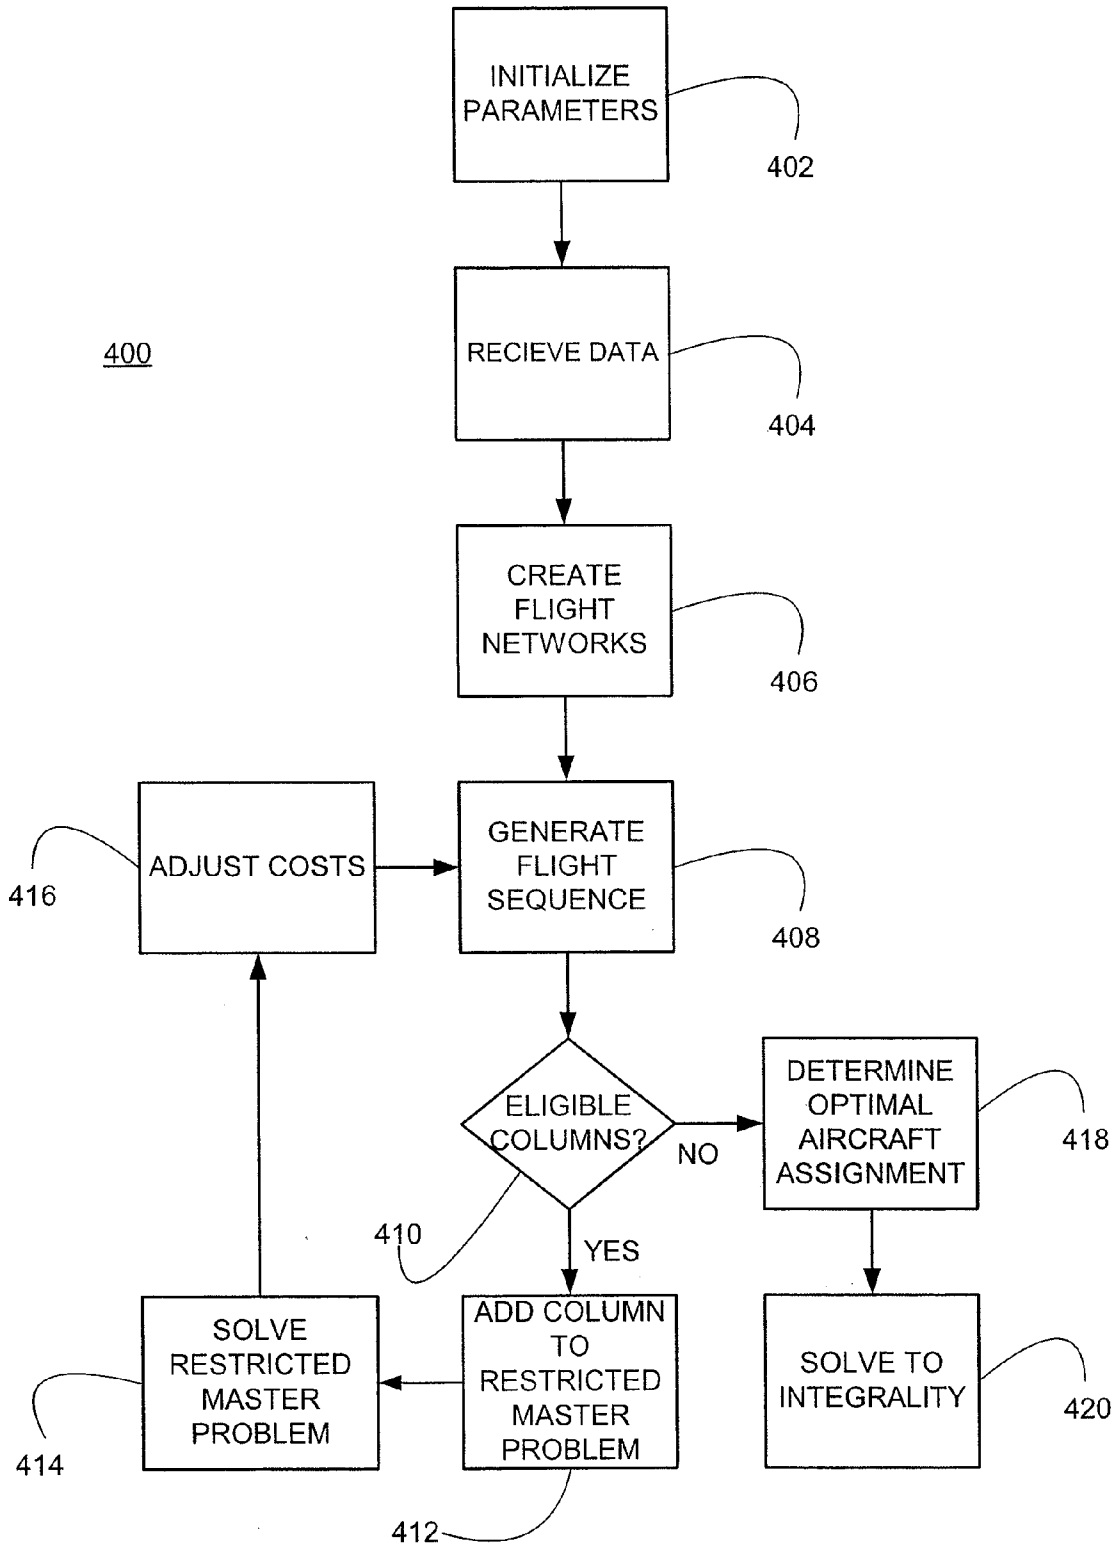 INITIALIZE
PARAMETERS
402
400
RECIEVE DATA
404
CREATE
FLIGHT
NETWORKS
406
416
ADJUST COSTS
GENERATE
FLIGHT
SEQUENCE
408
ELIGIBLE
COLUMNS?
NO
DETERMINE
OPTIMAL
AIRCRAFT
ASSIGNMENT
418
410
YES
SOLVE
RESTRICTED
MASTER
PROBLEM
414
ADD COLUMN
TO
RESTRICTED
MASTER
PROBLEM
412
SOLVE TO
INTEGRALITY
420